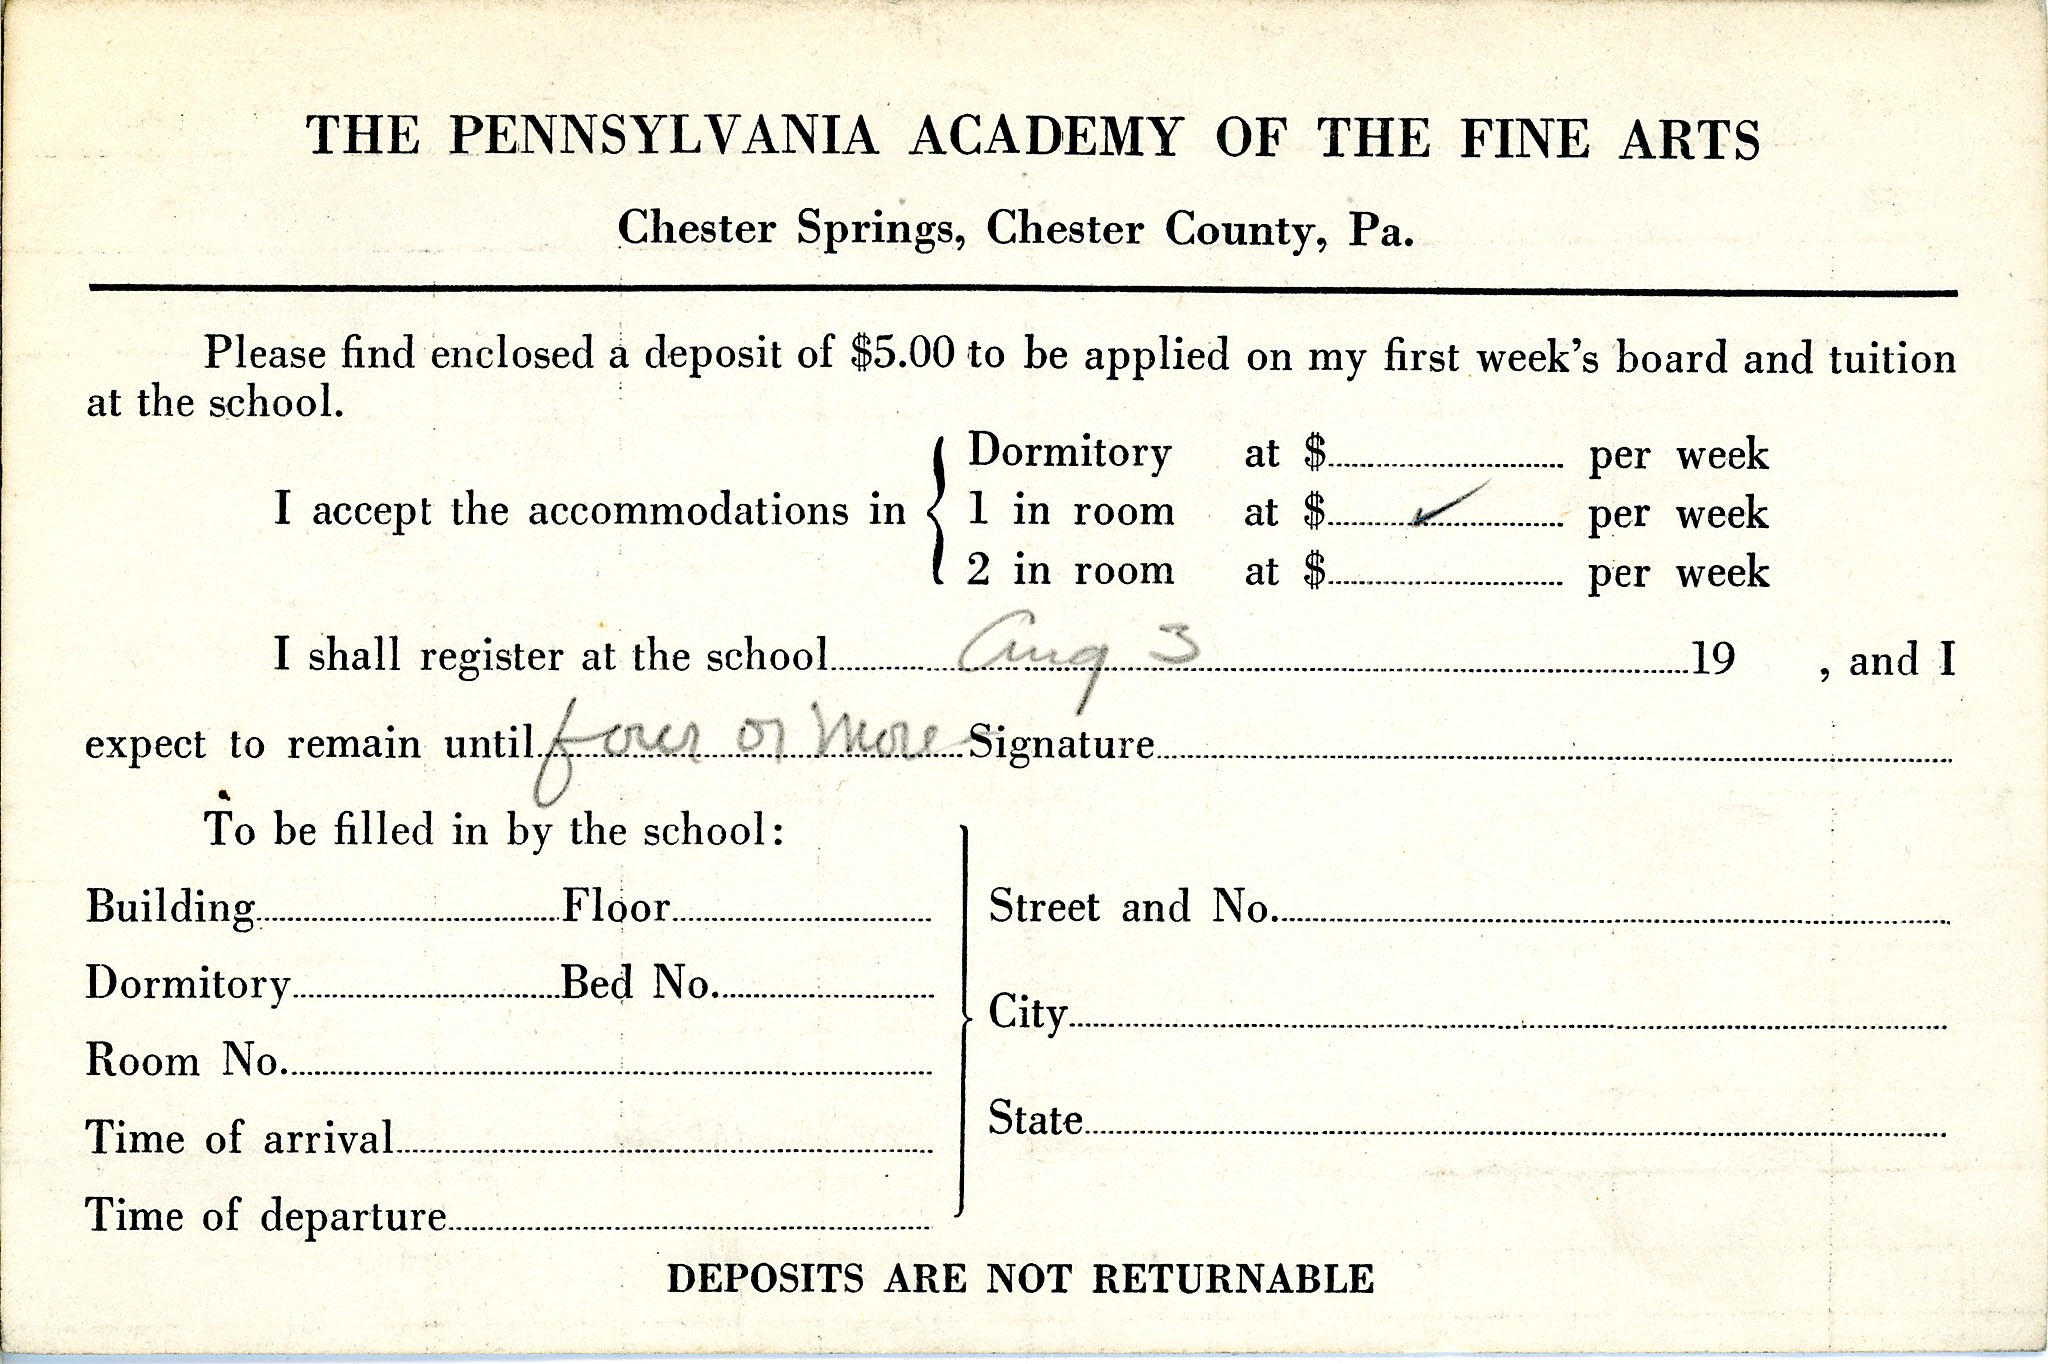 THE PENNSYLVANIA ACADEMY OF THE FINE ARTS
Chester Springs, Chester County, Pa.
Please find enclosed a deposit of $5.00 to be applied on my first week's board and tuition
at the school.
I accept the accommodations in
Dormitory at $ per week
1 in room at $ ✓ per week
2 in room at $ per week
I shall register at the school Aug 3 19 , and I
expect to remain until four or more Signature
To be filled in by the school:
Building Floor
Dormitory Bed No.
Room No.
Time of arrival
Time of departure
Street and No.
City
State
DEPOSITS ARE NOT RETURNABLE